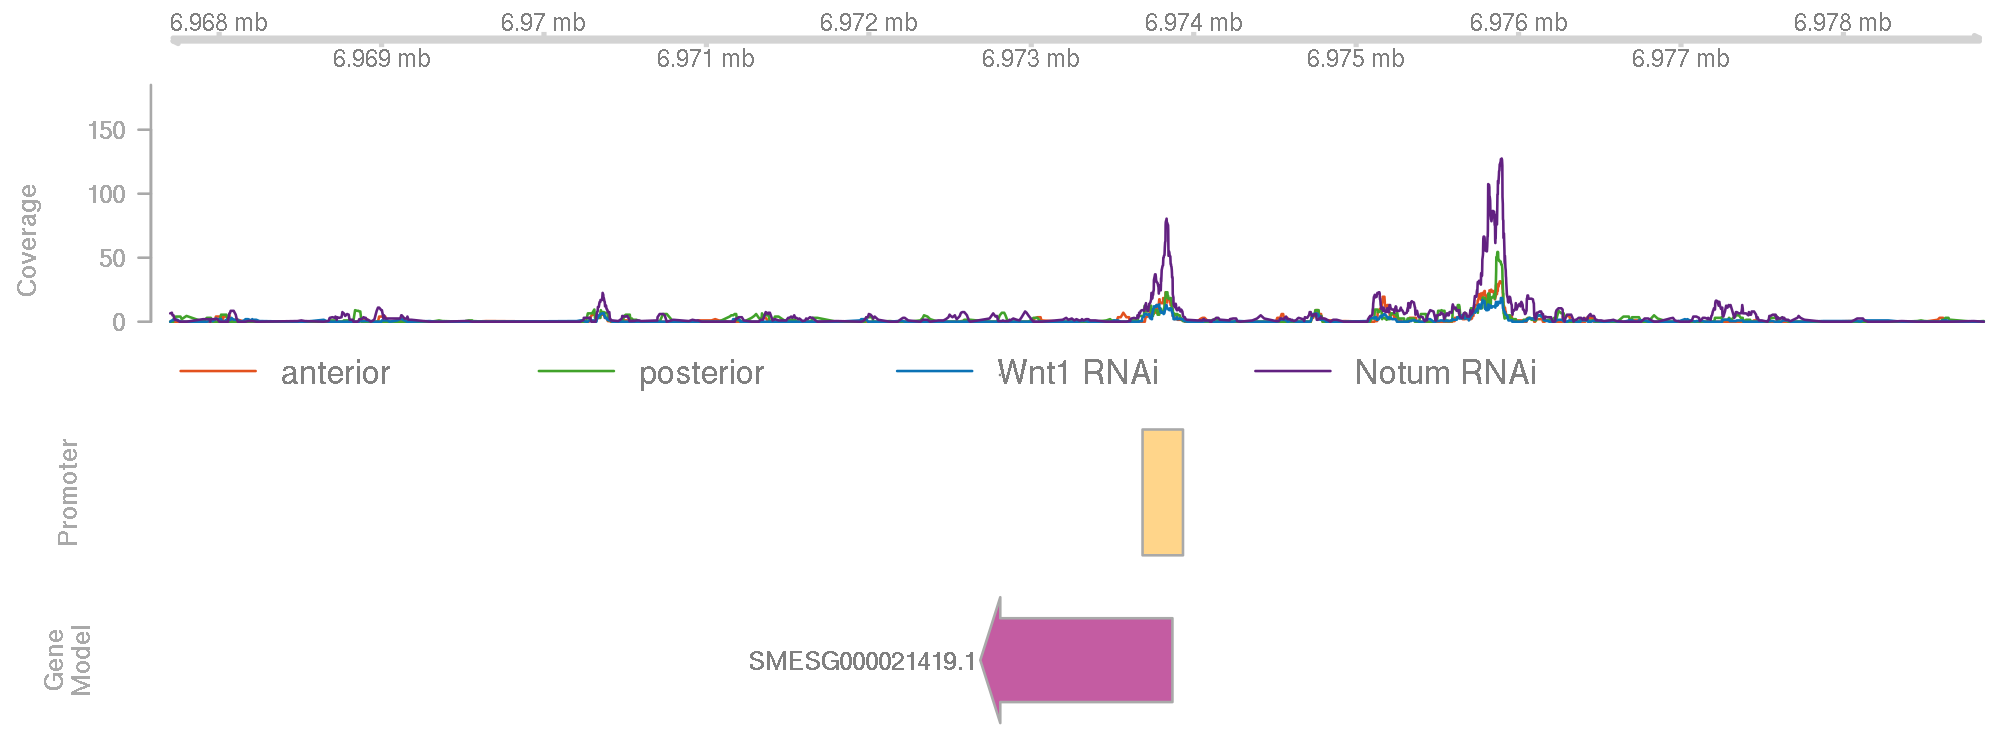 6.968 mb 6.97 mb 6.972 mb 6.974 mb 6.976 mb 6.978 mb
6.969 mb 6.971 mb 6.973 mb 6.975 mb 6.977 mb
Coverage
150
100
50
0
anterior posterior Wnt1 RNAi Notum RNAi
Promoter
Gene
Model
SMESG000021419.1